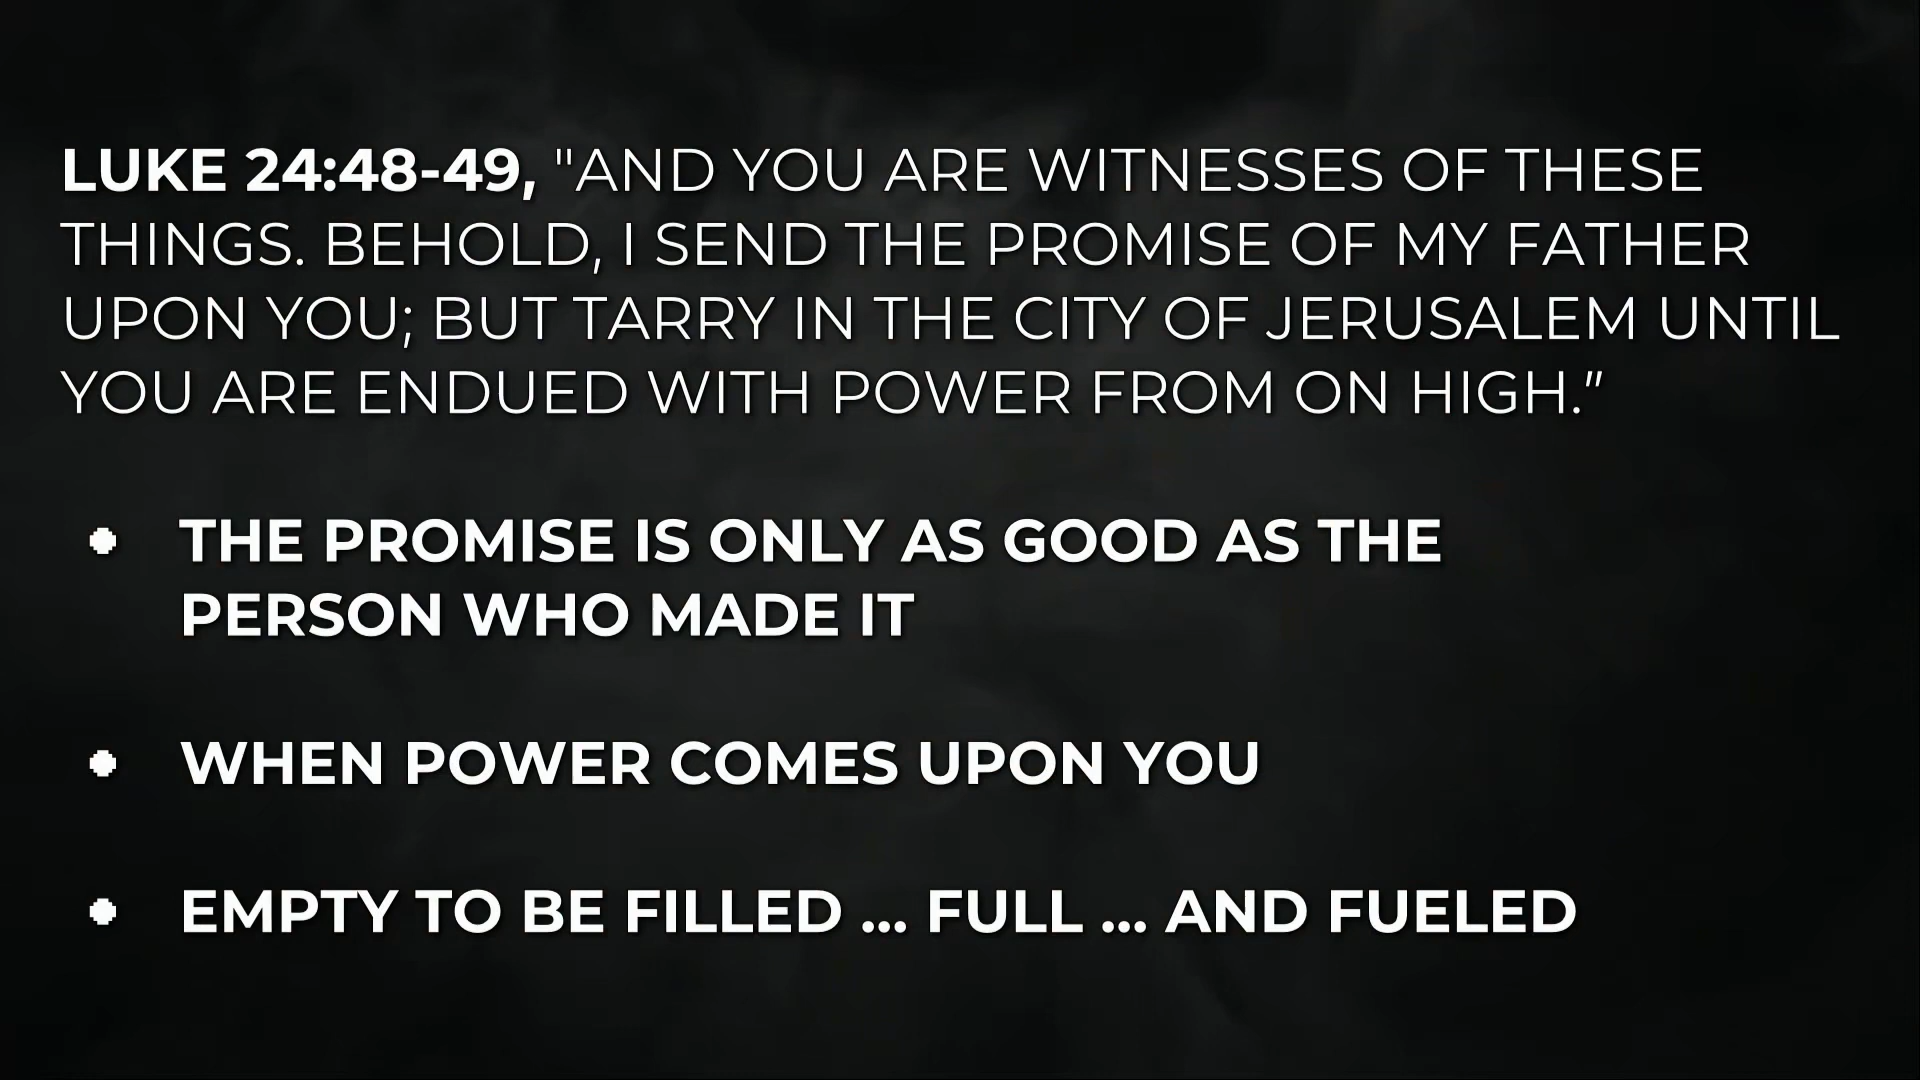 LUKE 24:48-49, "AND YOU ARE WITNESSES OF THESE
THINGS. BEHOLD, I SEND THE PROMISE OF MY FATHER
UPON YOU; BUT TARRY IN THE CITY OF JERUSALEM UNTIL
YOU ARE ENDUED WITH POWER FROM ON HIGH.”
• THE PROMISE IS ONLY AS GOOD AS THE
PERSON WHO MADE IT
• WHEN POWER COMES UPON YOU
• EMPTY TO BE FILLED ... FULL ... AND FUELED